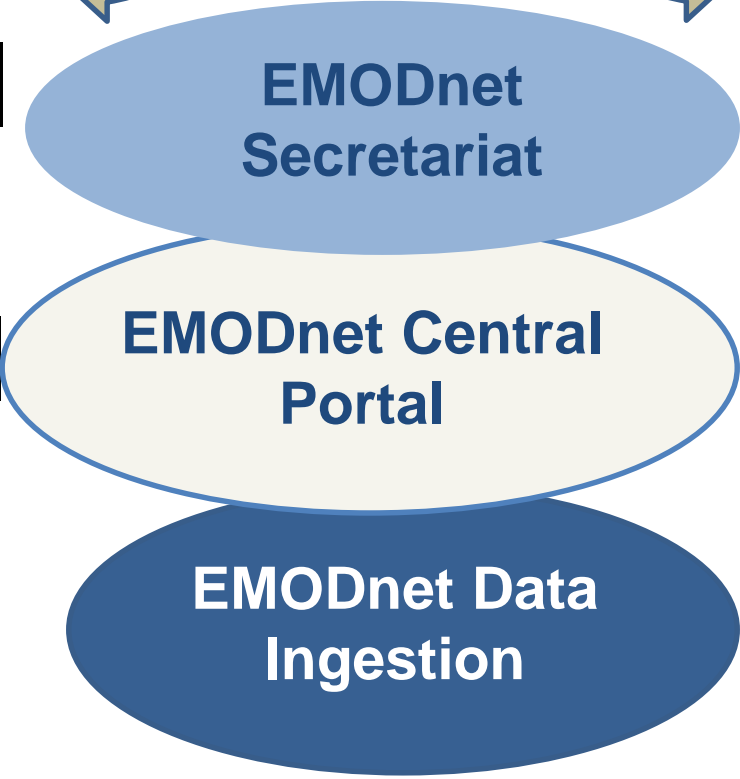 EMODnet
Secretariat
EMODnet Central
Portal
EMODnet Data
Ingestion